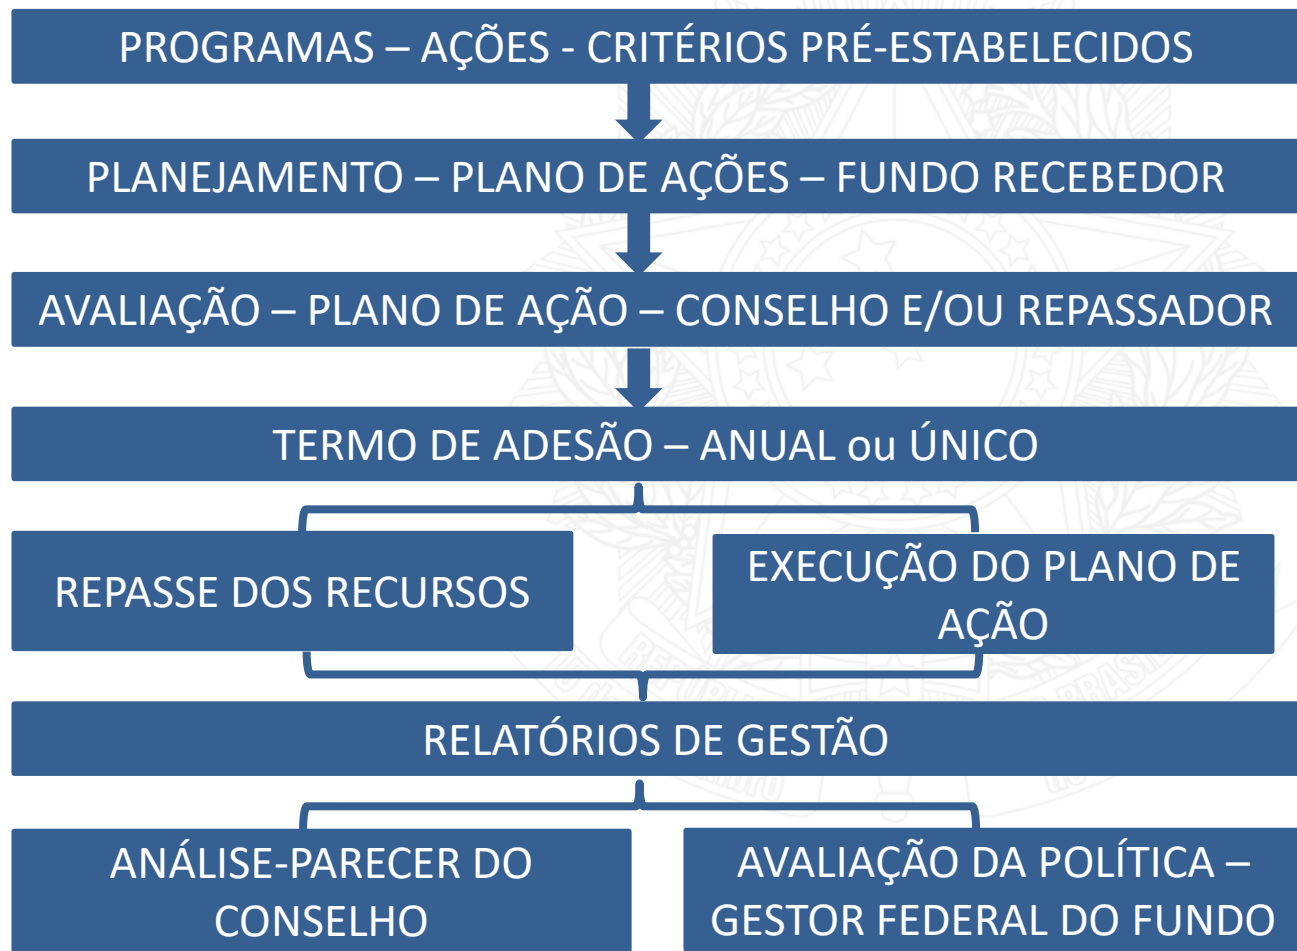 PROGRAMAS – AÇÕES - CRITÉRIOS PRÉ-ESTABELECIDOS
PLANEJAMENTO – PLANO DE AÇÕES – FUNDO RECEBEDOR
AVALIAÇÃO – PLANO DE AÇÃO – CONSELHO E/OU REPASSADOR
TERMO DE ADESÃO – ANUAL ou ÚNICO
REPASSE DOS RECURSOS
EXECUÇÃO DO PLANO DE
AÇÃO
RELATÓRIOS DE GESTÃO
ANÁLISE-PARECER DO
CONSELHO
AVALIAÇÃO DA POLÍTICA –
GESTOR FEDERAL DO FUNDO